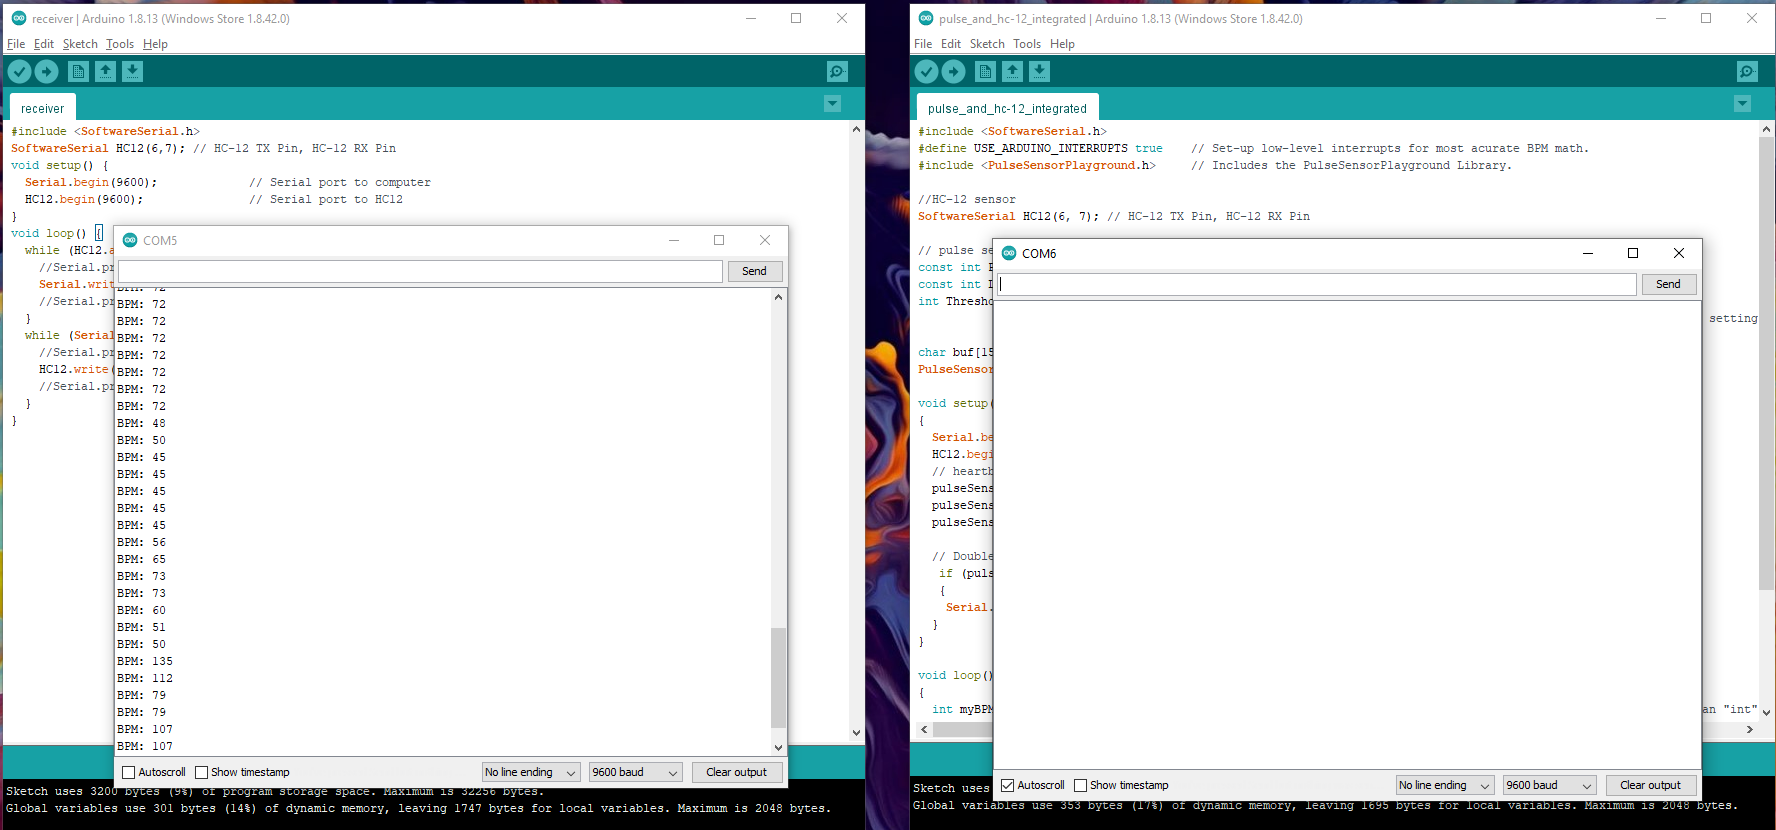 receiver | Arduino 1.8.13 (Windows Store 1.8.42.0)
File Edit Sketch Tools Help
receiver
#include <SoftwareSerial.h>
SoftwareSerial HC12(6,7); // HC-12 TX Pin, HC-12 RX Pin
void setup() {
Serial.begin(9600); // Serial port to computer
HC12.begin(9600); // Serial port to HC12
}
void loop() {
while (HC12.a
//Serial.pr
Serial.writ
//Serial.pr
}
while (Serial
//Serial.pr
HC12.write(
//Serial.pr
}
}
COM5
Send
BPM: 72
BPM: 72
BPM: 72
BPM: 72
BPM: 72
BPM: 72
BPM: 72
BPM: 72
BPM: 48
BPM: 50
BPM: 45
BPM: 45
BPM: 45
BPM: 45
BPM: 45
BPM: 56
BPM: 65
BPM: 73
BPM: 73
BPM: 60
BPM: 51
BPM: 50
BPM: 135
BPM: 112
BPM: 79
BPM: 79
BPM: 107
BPM: 107
Autoscroll Show timestamp No line ending 9600 baud Clear output
Sketch uses 3200 bytes (9%) of program storage space. Maximum is 32256 bytes.
Global variables use 301 bytes (14%) of dynamic memory, leaving 1747 bytes for local variables. Maximum is 2048 bytes.
pulse_and_hc-12_integrated | Arduino 1.8.13 (Windows Store 1.8.42.0)
File Edit Sketch Tools Help
pulse_and_hc-12_integrated
#include <SoftwareSerial.h>
#define USE_ARDUINO_INTERRUPTS true // Set-up low-level interrupts for most acurate BPM math.
#include <PulseSensorPlayground.h> // Includes the PulseSensorPlayground Library.
//HC-12 sensor
SoftwareSerial HC12(6, 7); // HC-12 TX Pin, HC-12 RX Pin
// pulse se
const int
const int
int Thresho
setting
char buf[15
PulseSensor
void setup(
{
Serial.be
HC12.begi
// heartb
pulseSens
pulseSens
pulseSens
// Double
if (puls
{
Serial.
}
}
void loop()
{
int myBPM
an "int"
COM6
Send
Autoscroll Show timestamp No line ending 9600 baud Clear output
Sketch uses
Global variables use 353 bytes (17%) of dynamic memory, leaving 1695 bytes for local variables. Maximum is 2048 bytes.